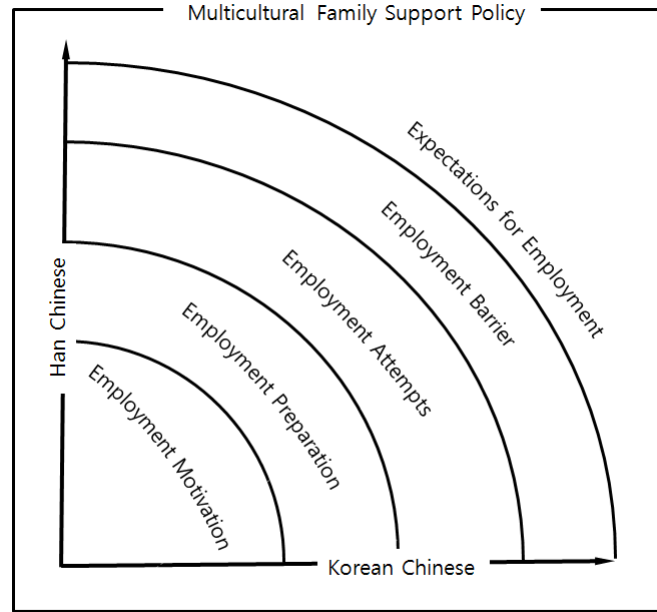 Multicultural Family Support Policy
Expectations for Employment
Employment Barrier
Employment Attempts
Employment Preparation
Employment Motivation
Han Chinese
Korean Chinese